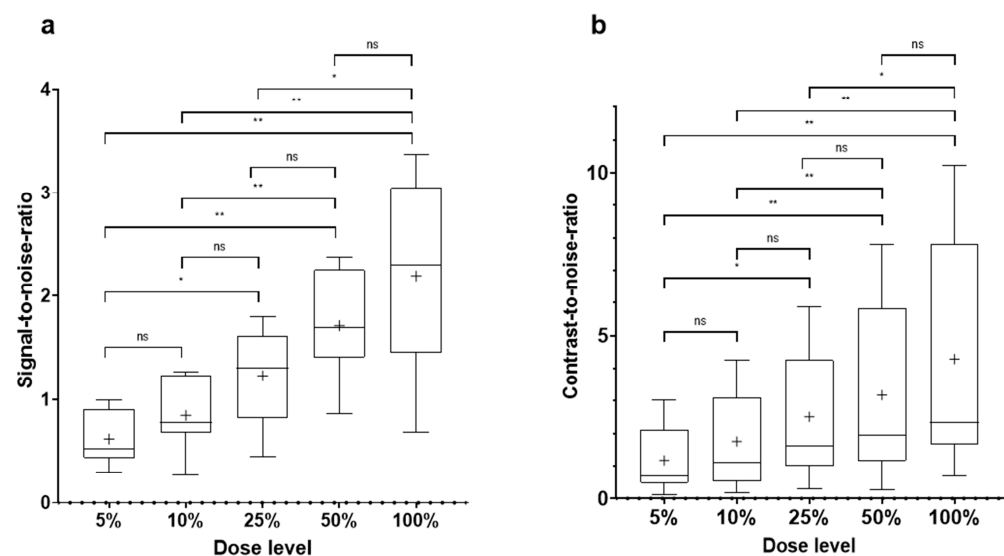 a
ns
*
**
**
ns
**
**
ns
*
ns
4
3
2
1
0
Signal-to-noise-ratio
5% 10% 25% 50% 100%
Dose level
b
ns
*
**
**
ns
**
**
ns
*
ns
10
5
0
Contrast-to-noise-ratio
5% 10% 25% 50% 100%
Dose level